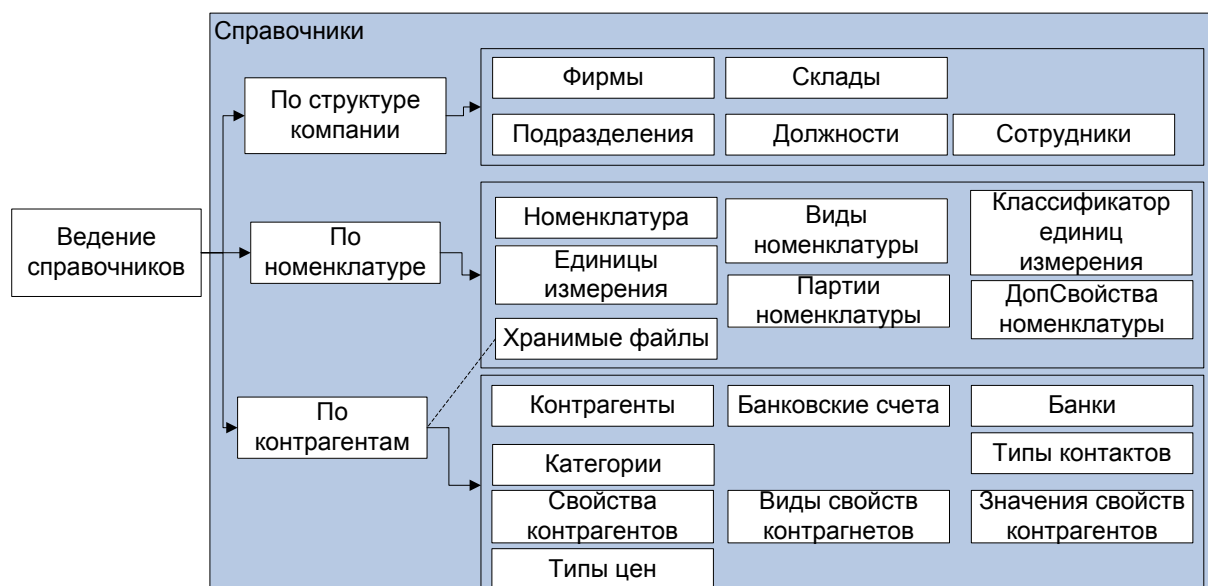 Справочники
Ведение
справочников
По структуре
компании
Фирмы
Склады
Подразделения
Должности
Сотрудники
По
номенклатуре
Номенклатура
Виды
номенклатуры
Классификатор
единиц
измерения
Единицы
измерения
Партии
номенклатуры
ДопСвойства
номенклатуры
Хранимые файлы
По
контрагентам
Контрагенты
Банковские счета
Банки
Категории
Типы контактов
Свойства
контрагентов
Виды свойств
контрагнетов
Значения свойств
контрагентов
Типы цен